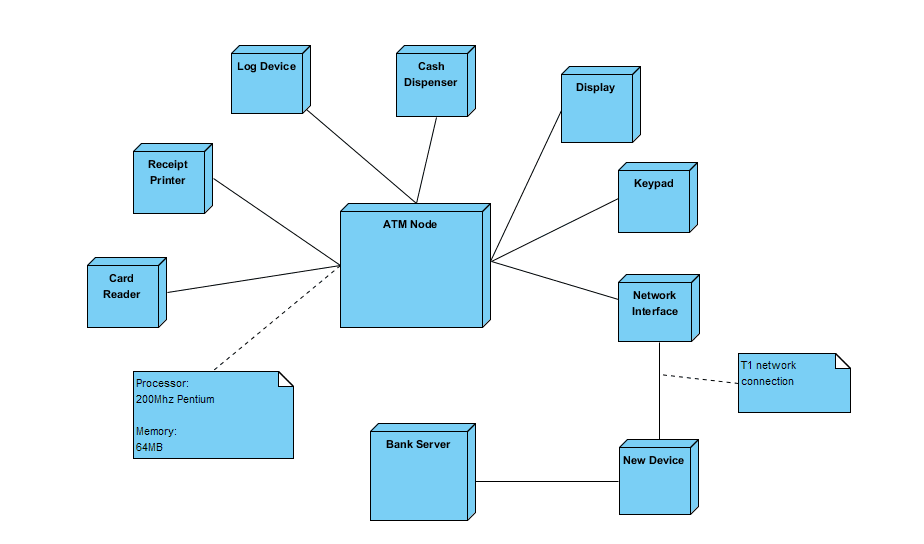 Log Device
Cash
Dispenser
Display
Receipt
Printer
Keypad
ATM Node
Card
Reader
Network
Interface
T1 network
connection
Processor:
200Mhz Pentium
Memory:
64MB
Bank Server
New Device